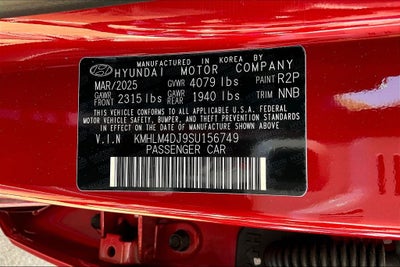 MANUFACTURED IN KOREA BY
HYUNDAI MOTOR COMPANY
MAR/2025 GVWR 4079 lbs PAINT R2P
GAWR FRONT 2315 lbs GAWR REAR 1940 lbs TRIM NNB
THIS VEHICLE CONFORMS TO ALL APPLICABLE U.S.A FEDERAL
MOTOR VEHICLE SAFETY, BUMPER, AND THEFT PREVENTION STANDARDS
IN EFFECT ON THE DATE OF MANUFACTURE SHOWN ABOVE.
V.I.N KMHLM4DJ9SU156749
PASSENGER CAR